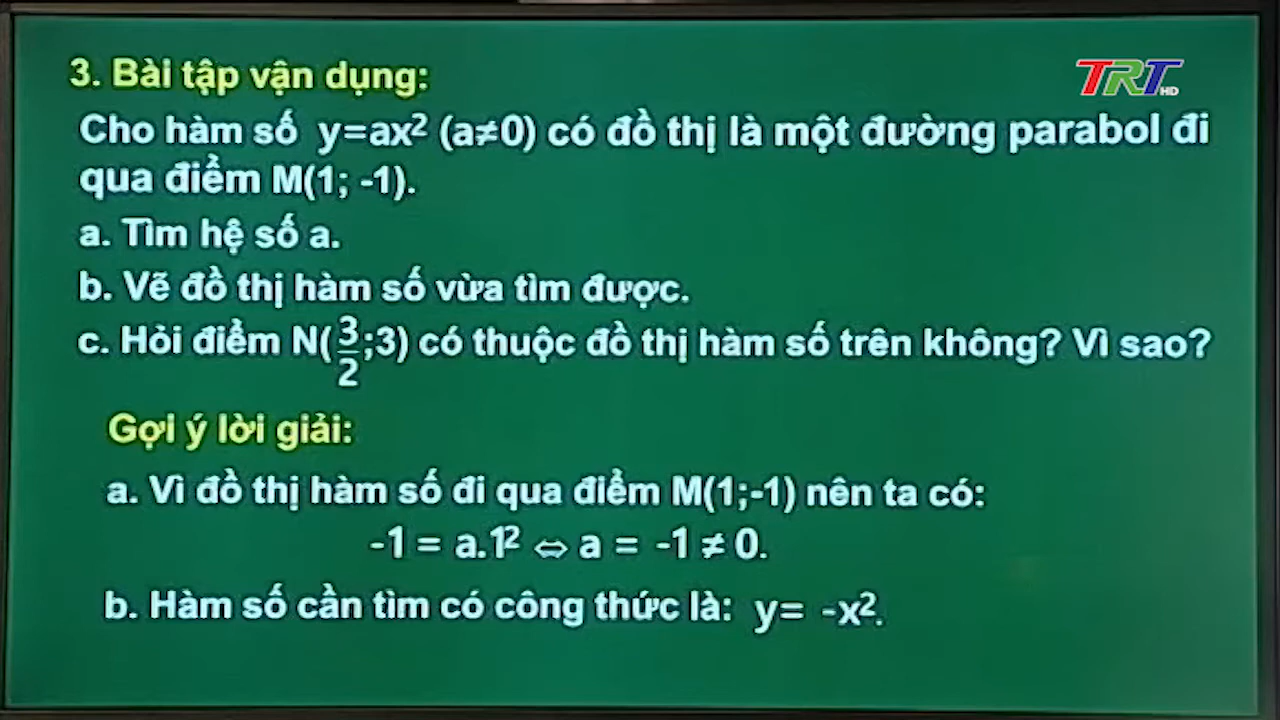 3. Bài tập vận dụng:
TRT HD
Cho hàm số y=ax² (a≠0) có đồ thị là một đường parabol đi
qua điểm M(1; -1).
a. Tìm hệ số a.
b. Vẽ đồ thị hàm số vừa tìm được.
c. Hỏi điểm N(3/2;3) có thuộc đồ thị hàm số trên không? Vì sao?
Gợi ý lời giải:
a. Vì đồ thị hàm số đi qua điểm M(1;-1) nên ta có:
-1 = a.1² ⇔ a = -1 ≠ 0.
b. Hàm số cần tìm có công thức là: y= -x².